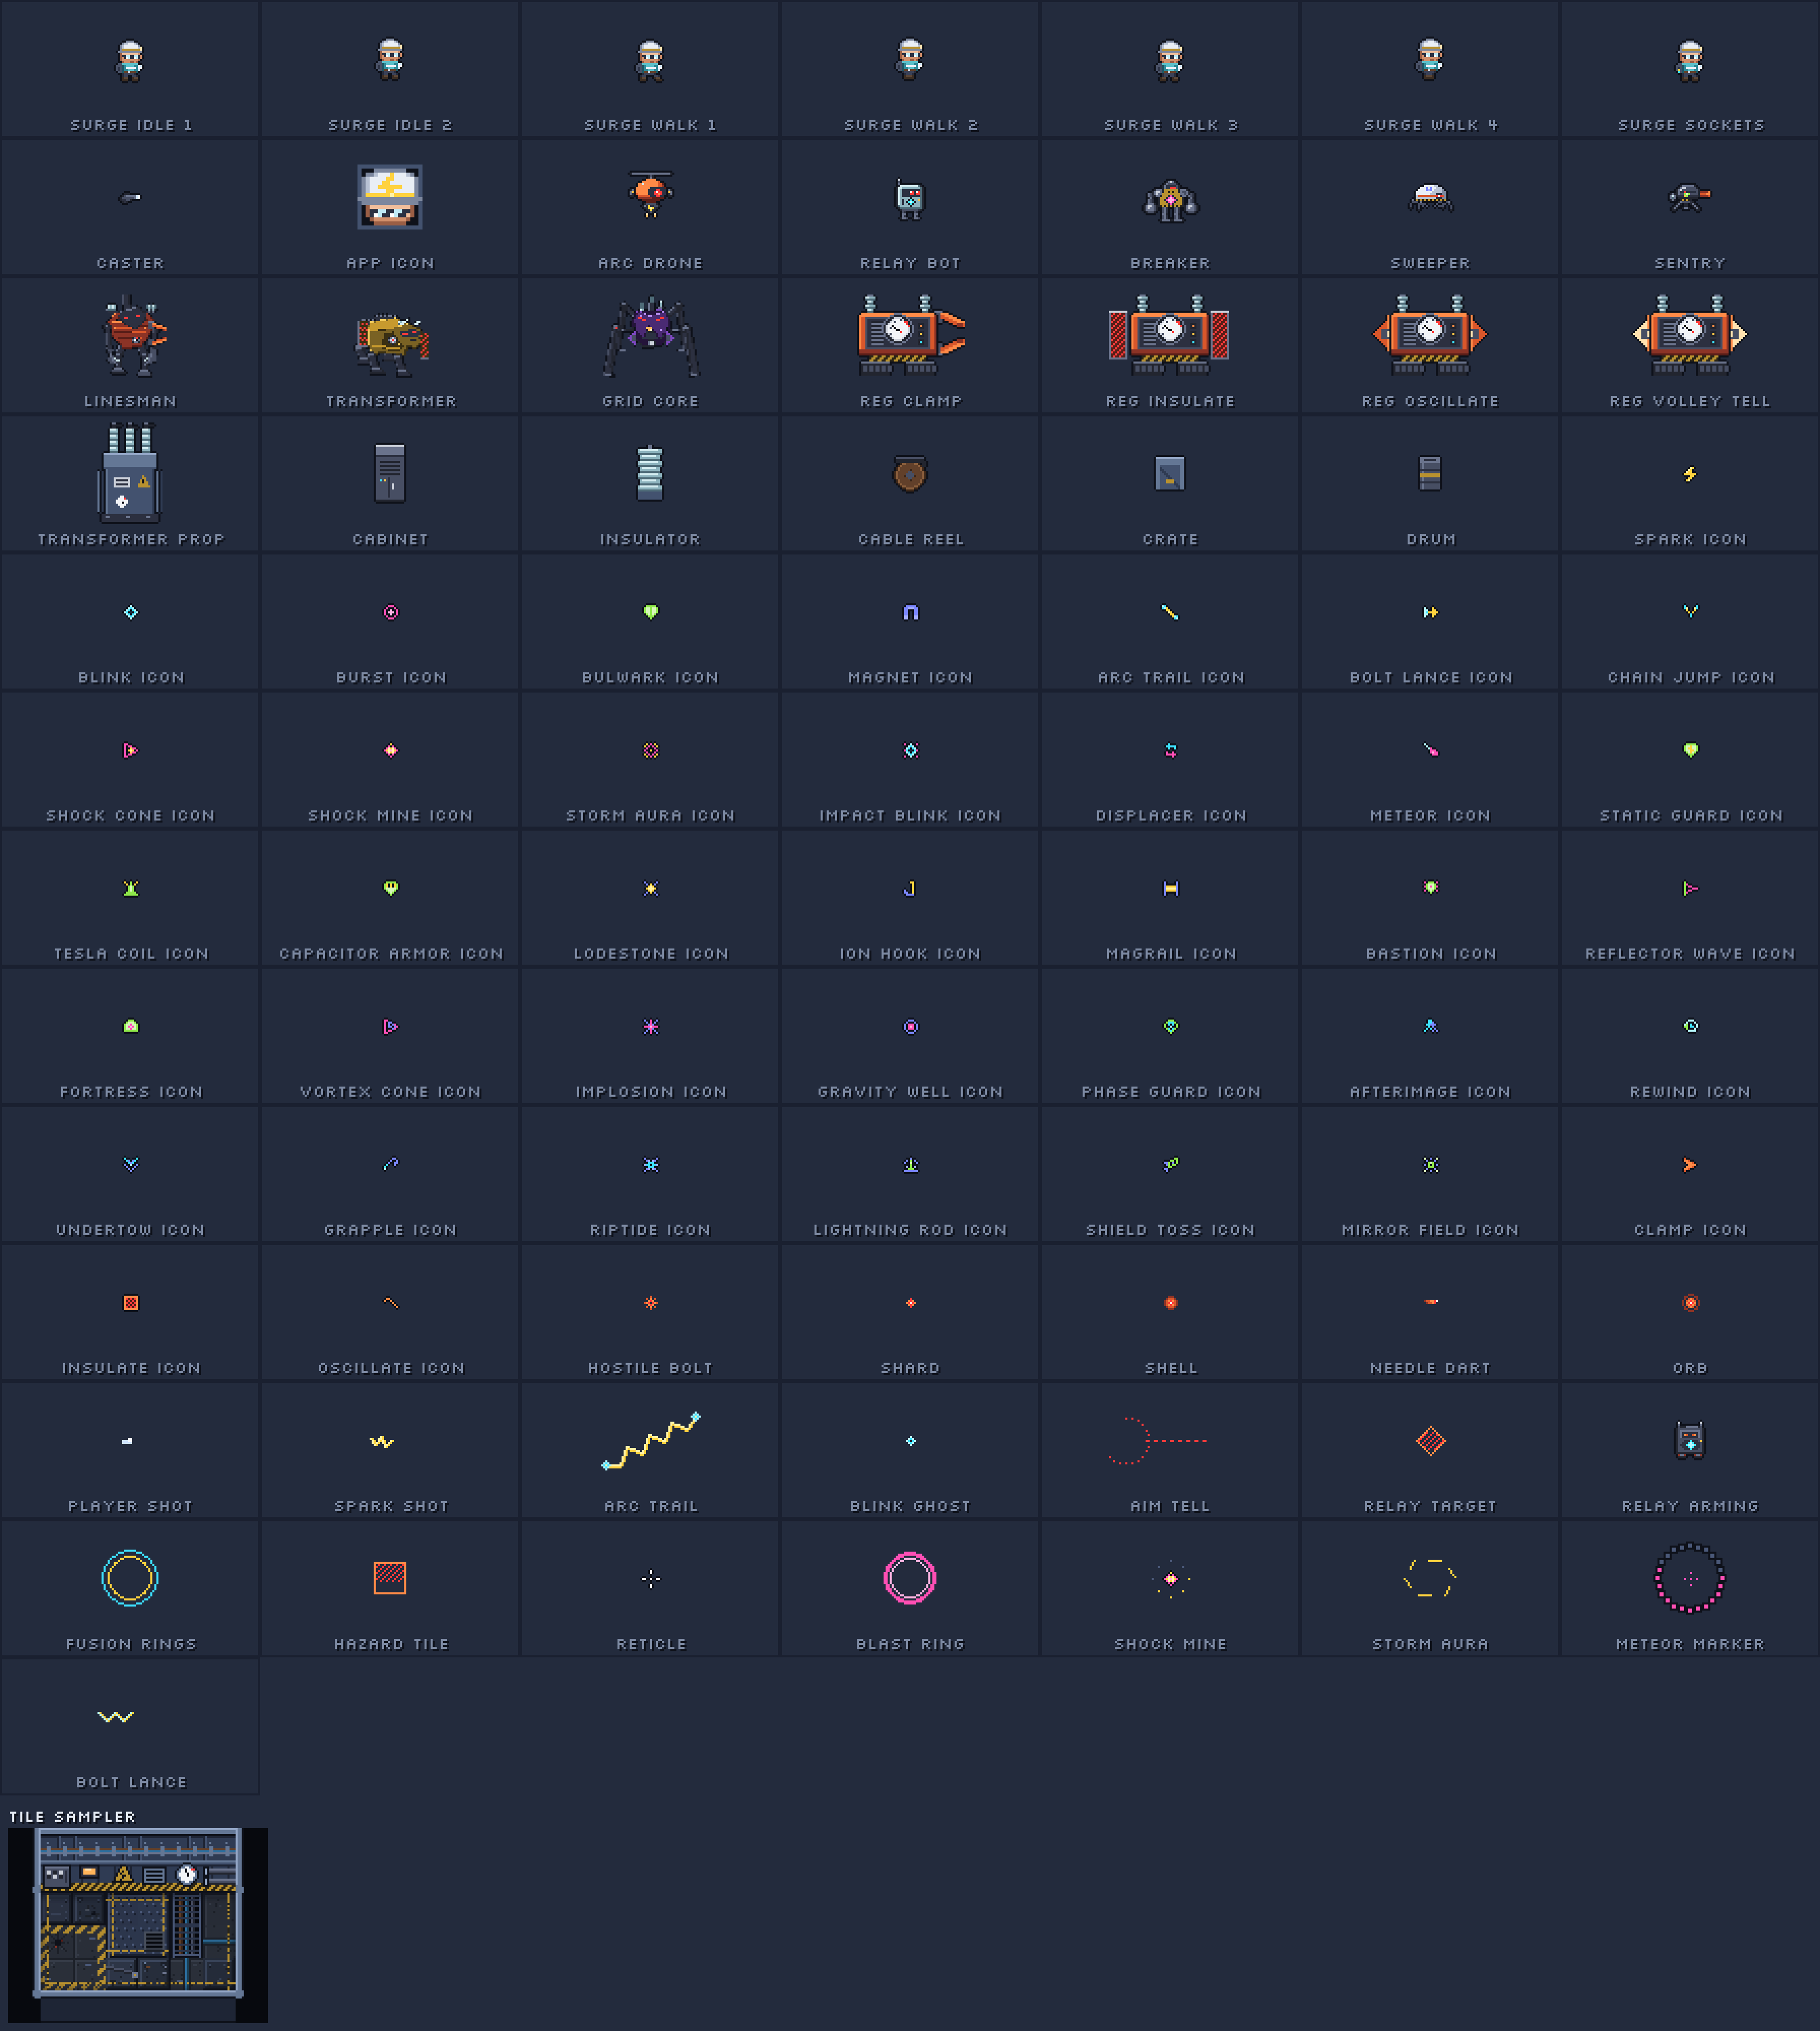 SURGE IDLE 1
SURGE IDLE 2
SURGE WALK 1
SURGE WALK 2
SURGE WALK 3
SURGE WALK 4
SURGE SOCKETS
CASTER
APP ICON
ARC DRONE
RELAY BOT
BREAKER
SWEEPER
SENTRY
LINESMAN
TRANSFORMER
GRID CORE
REG CLAMP
REG INSULATE
REG OSCILLATE
REG VOLLEY TELL
TRANSFORMER PROP
CABINET
INSULATOR
CABLE REEL
CRATE
DRUM
SPARK ICON
BLINK ICON
BURST ICON
BULWARK ICON
MAGNET ICON
ARC TRAIL ICON
BOLT LANCE ICON
CHAIN JUMP ICON
SHOCK CONE ICON
SHOCK MINE ICON
STORM AURA ICON
IMPACT BLINK ICON
DISPLACER ICON
METEOR ICON
STATIC GUARD ICON
TESLA COIL ICON
CAPACITOR ARMOR ICON
LODESTONE ICON
ION HOOK ICON
MAGRAIL ICON
BASTION ICON
REFLECTOR WAVE ICON
FORTRESS ICON
VORTEX CONE ICON
IMPLOSION ICON
GRAVITY WELL ICON
PHASE GUARD ICON
AFTERIMAGE ICON
REWIND ICON
UNDERTOW ICON
GRAPPLE ICON
RIPTIDE ICON
LIGHTNING ROD ICON
SHIELD TOSS ICON
MIRROR FIELD ICON
CLAMP ICON
INSULATE ICON
OSCILLATE ICON
HOSTILE BOLT
SHARD
SHELL
NEEDLE DART
ORB
PLAYER SHOT
SPARK SHOT
ARC TRAIL
BLINK GHOST
AIM TELL
RELAY TARGET
RELAY ARMING
FUSION RINGS
HAZARD TILE
RETICLE
BLAST RING
SHOCK MINE
STORM AURA
METEOR MARKER
BOLT LANCE
TILE SAMPLER